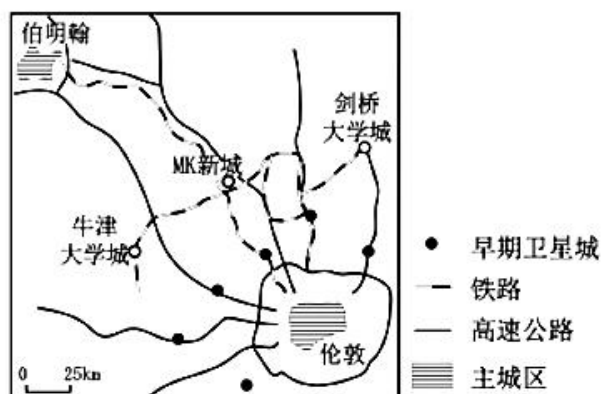 伯明翰
剑桥
大学城
MK新城
牛津
大学城
早期卫星城
铁路
高速公路
伦敦
主城区
0 25km